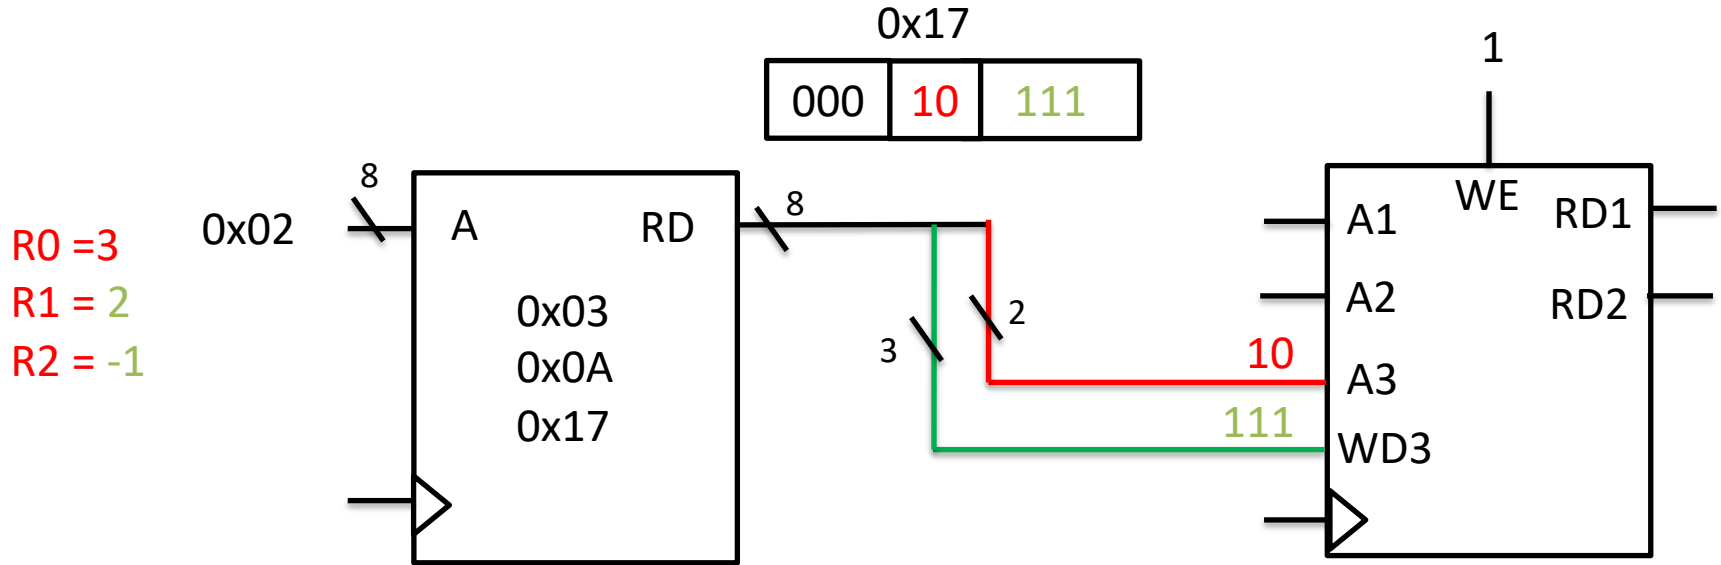 0x17
000 10 111
1
8
0x02
R0 =3
R1 = 2
R2 = -1
A
RD
0x03
0x0A
0x17
8
3
2
10
111
WE
A1
A2
A3
WD3
RD1
RD2